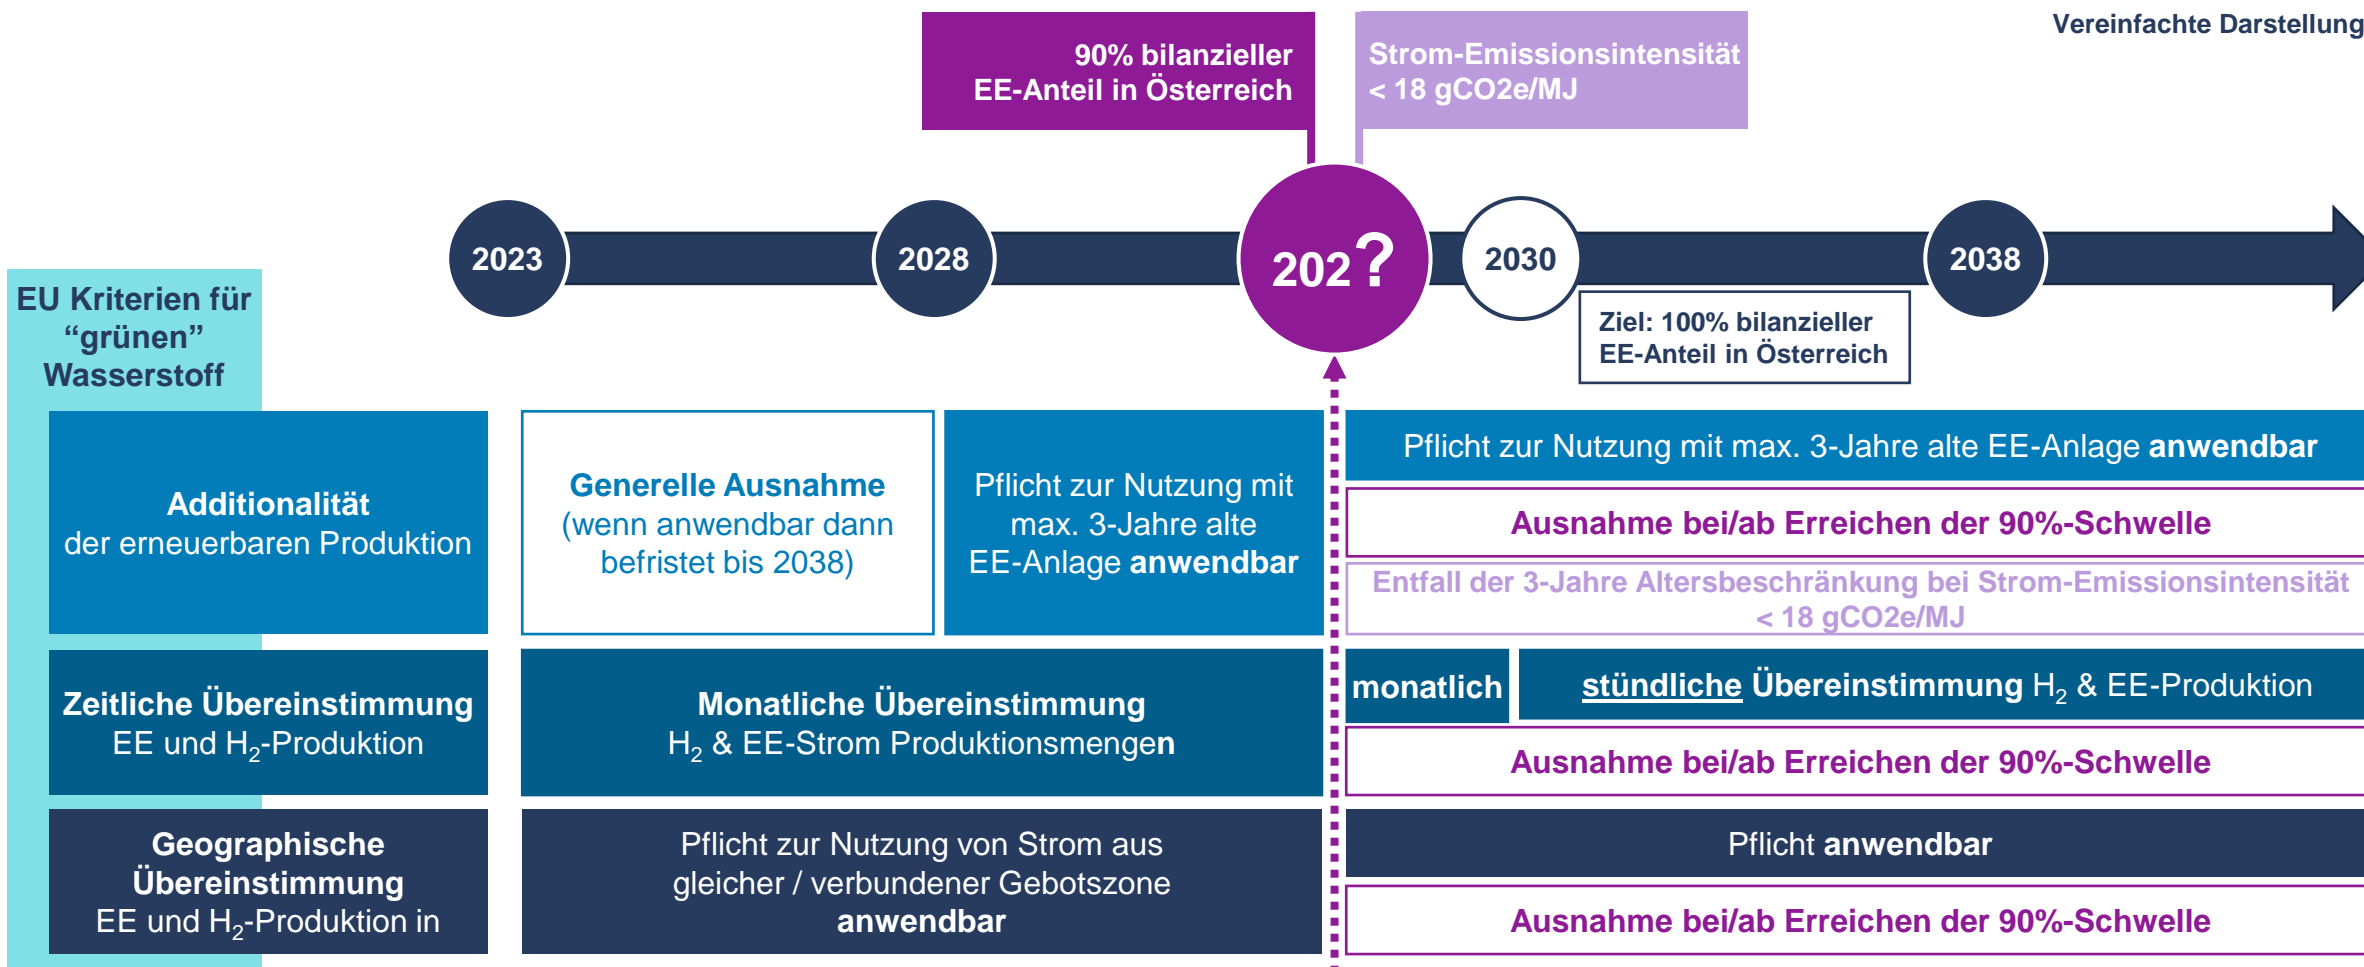 Vereinfachte Darstellung
90% bilanzieller
EE-Anteil in Österreich
Strom-Emissionsintensität
< 18 gCO2e/MJ
2023
2028
202?
2030
2038
Ziel: 100% bilanzieller
EE-Anteil in Österreich
EU Kriterien für
“grünen”
Wasserstoff
Additionalität
der erneuerbaren Produktion
Generelle Ausnahme
(wenn anwendbar dann
befristet bis 2038)
Pflicht zur Nutzung mit
max. 3-Jahre alte
EE-Anlage anwendbar
Pflicht zur Nutzung mit max. 3-Jahre alte EE-Anlage anwendbar
Ausnahme bei/ab Erreichen der 90%-Schwelle
Entfall der 3-Jahre Altersbeschränkung bei Strom-Emissionsintensität
< 18 gCO2e/MJ
Zeitliche Übereinstimmung
EE und H₂-Produktion
Monatliche Übereinstimmung
H₂ & EE-Strom Produktionsmengen
monatlich
stündliche Übereinstimmung H₂ & EE-Produktion
Ausnahme bei/ab Erreichen der 90%-Schwelle
Geographische
Übereinstimmung
EE und H₂-Produktion in
Pflicht zur Nutzung von Strom aus
gleicher / verbundener Gebotszone
anwendbar
Pflicht anwendbar
Ausnahme bei/ab Erreichen der 90%-Schwelle